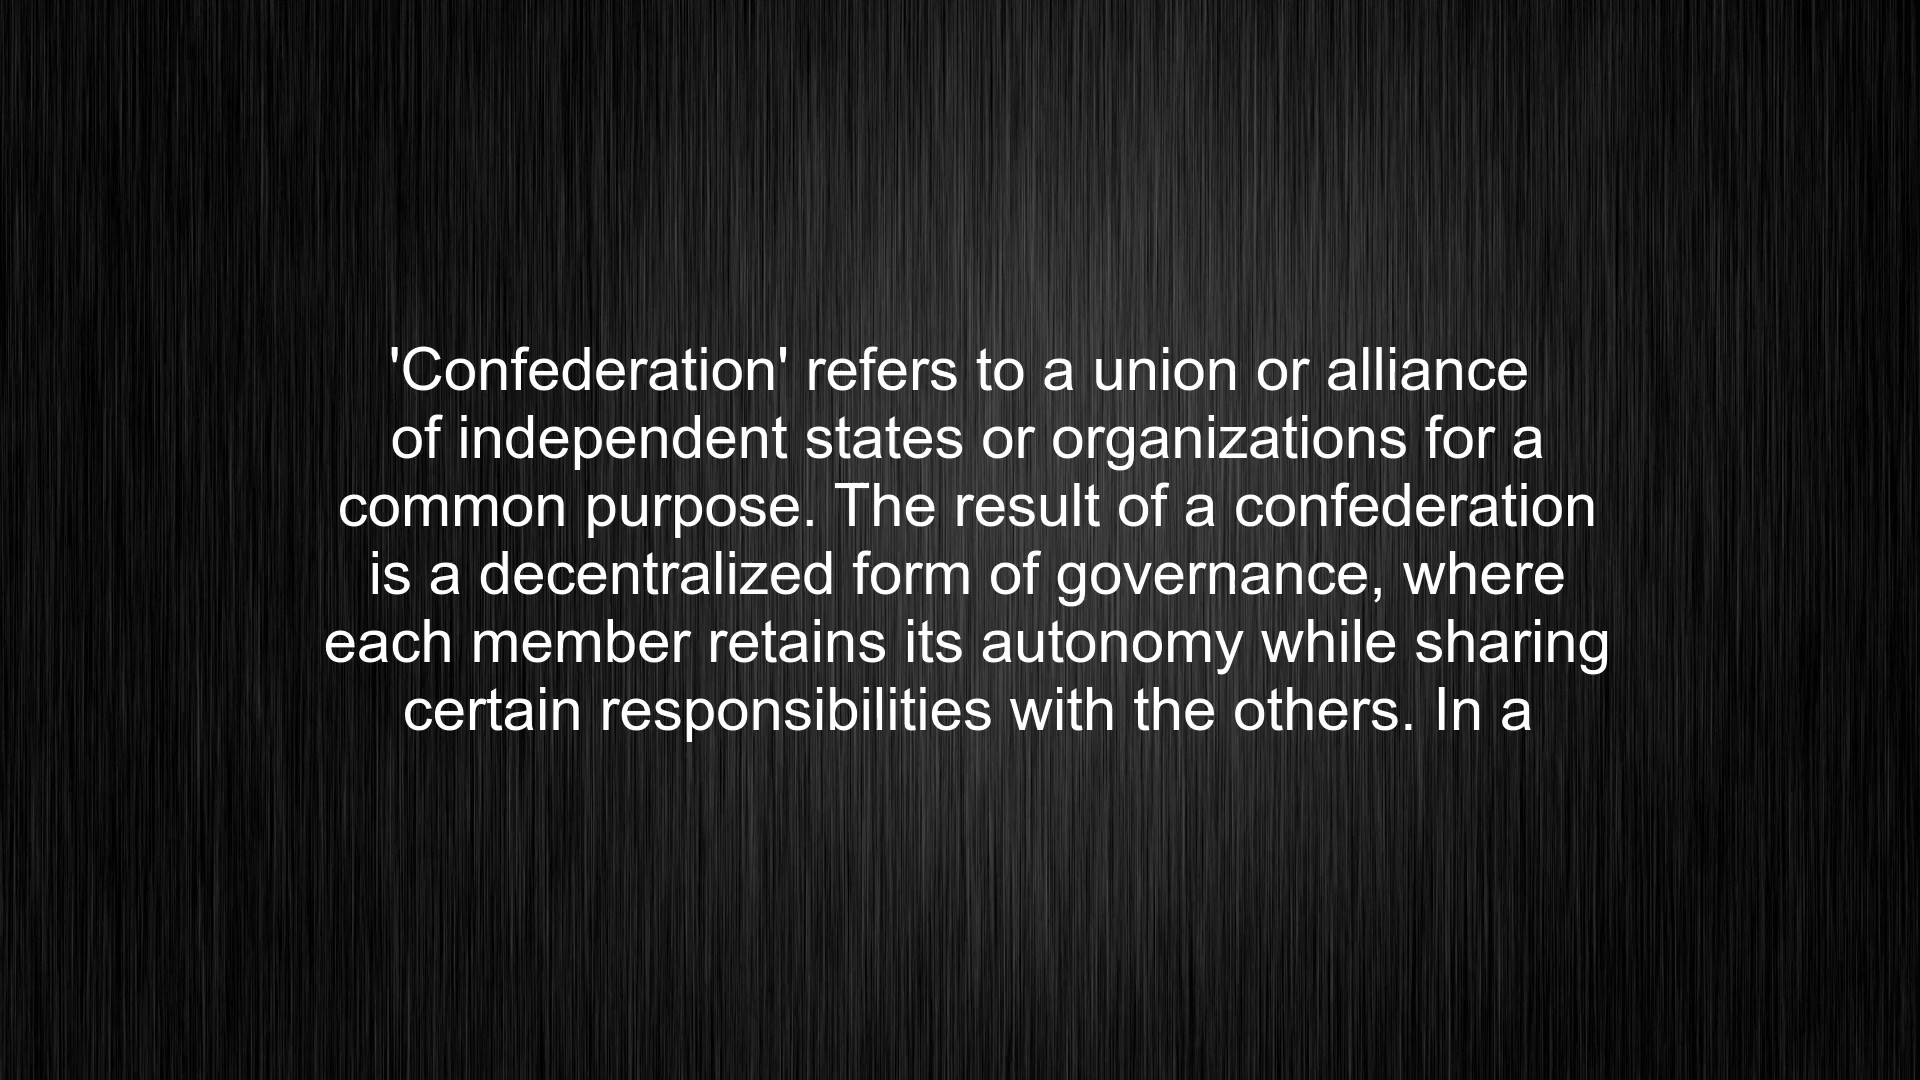 'Confederation' refers to a union or alliance
of independent states or organizations for a
common purpose. The result of a confederation
is a decentralized form of governance, where
each member retains its autonomy while sharing
certain responsibilities with the others. In a